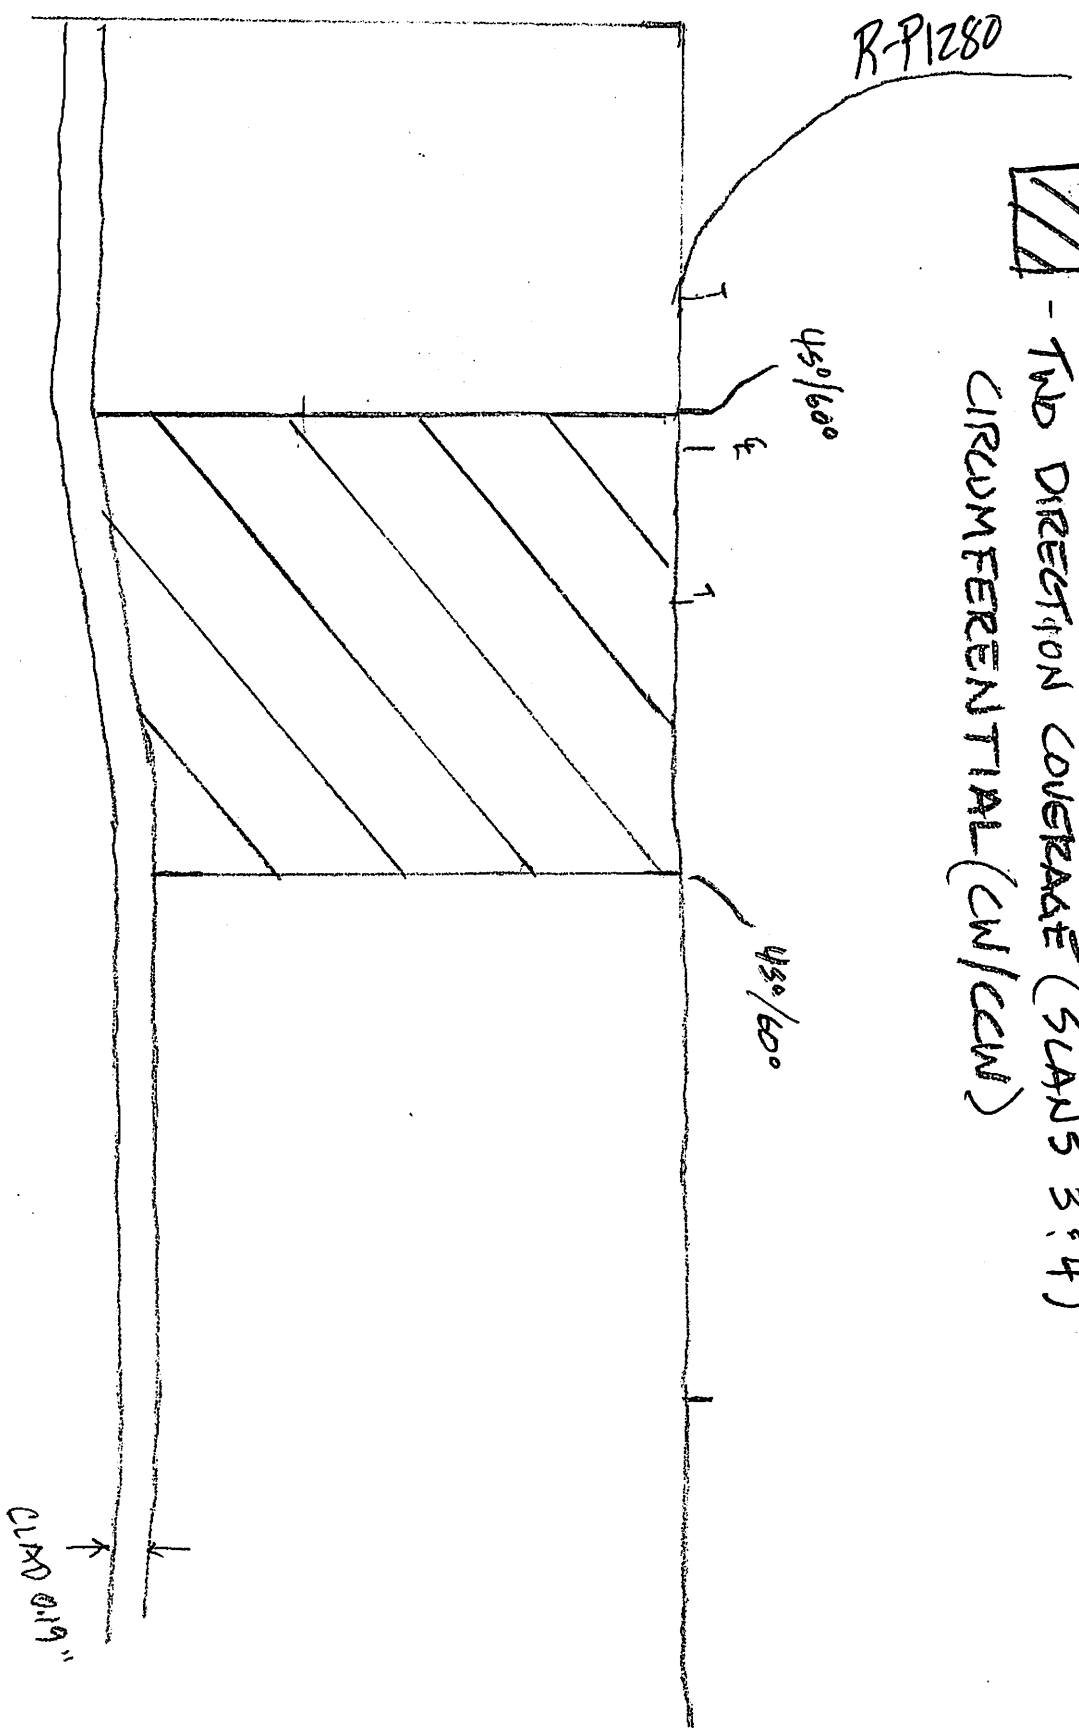 R-P1280
- TWO DIRECTION COVERAGE (SCANS 3 & 4)
CIRCUMFERENTIAL (CW/CCW)
45°/60°
℄
45°/60°
CLAD 0.19"